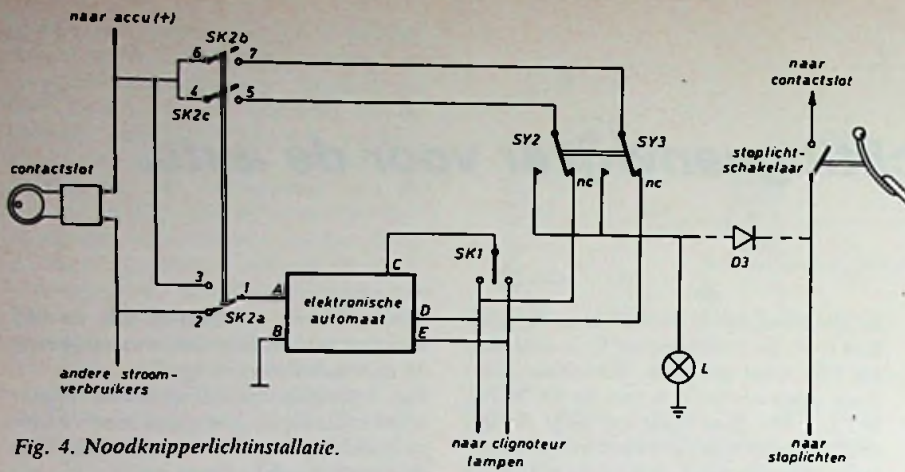 naar accu(+)
SK2b
6
7
4
5
SK2c
naar
contactslot
SY2
SY3
stoplicht-
schakelaar
contactslot
nc
nc
D3
C
SK1
3
1
A
2
SK2a
B
elektronische
automaat
D
E
L
andere stroom-
verbruikers
Fig. 4. Noodknipperlichtinstallatie.
naar clignoteur
lampen
naar
stoplichten